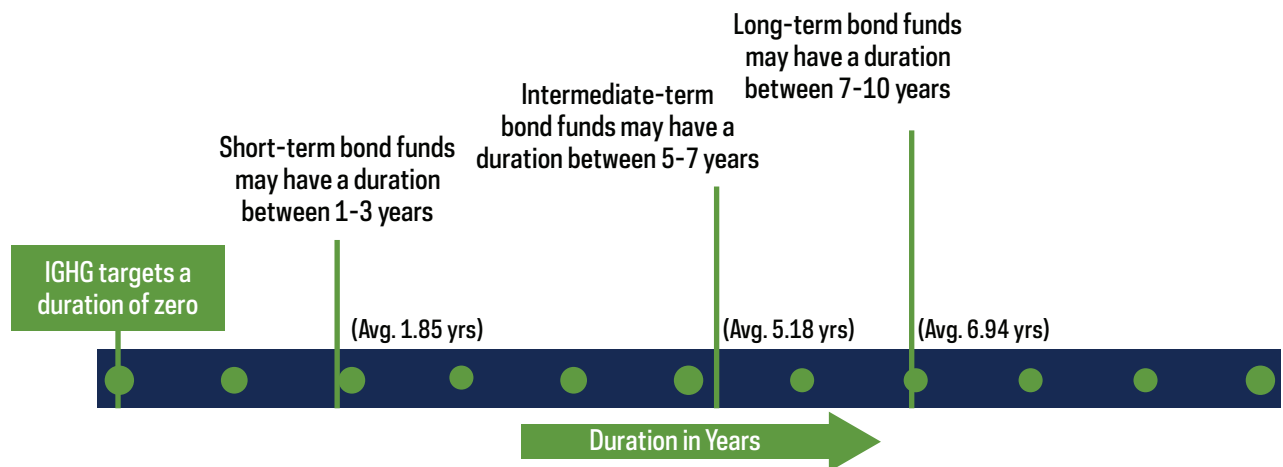 Long-term bond funds
may have a duration
between 7-10 years
Intermediate-term
bond funds may have a
duration between 5-7 years
Short-term bond funds
may have a duration
between 1-3 years
IGHG targets a
duration of zero
(Avg. 1.85 yrs)
(Avg. 5.18 yrs)
(Avg. 6.94 yrs)
Duration in Years